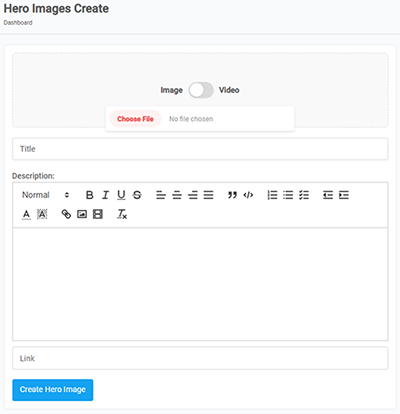 Hero Images Create
Dashboard
Image Video
Choose File No file chosen
Title
Description:
Normal B I U S
A A
Link
Create Hero Image